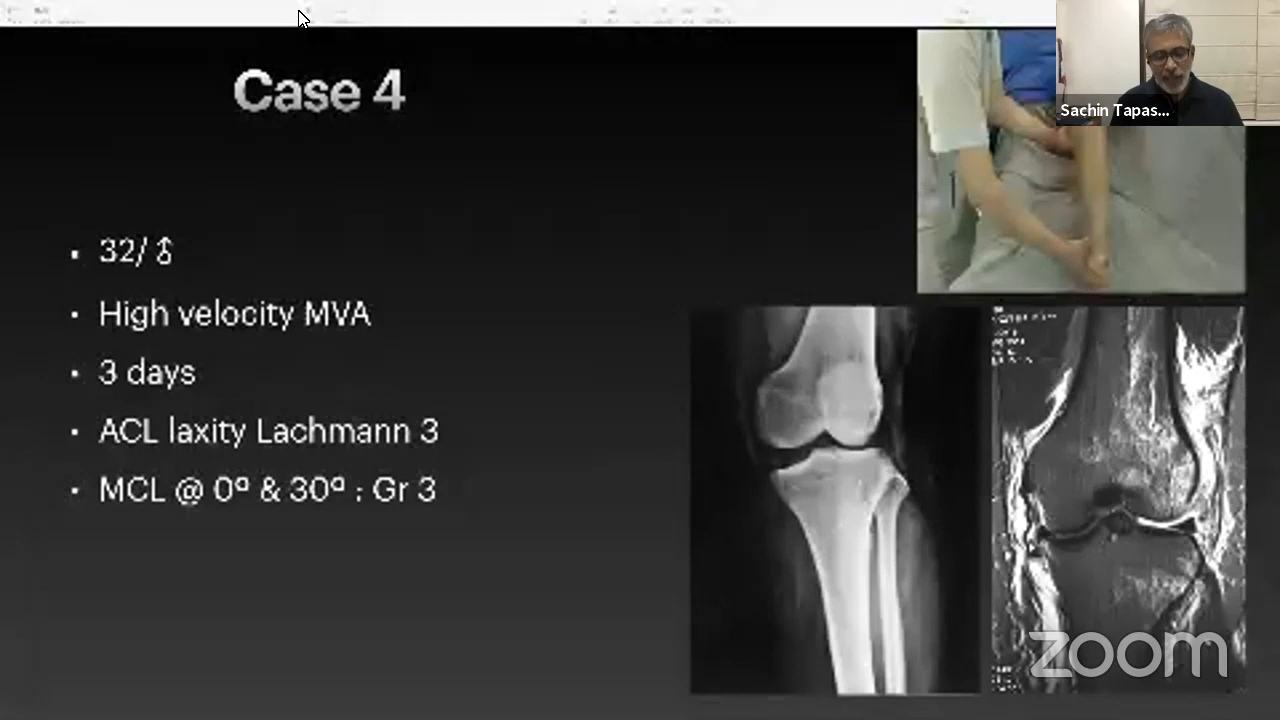 Case 4
Sachin Tapas...
• 32/ ♂
• High velocity MVA
• 3 days
• ACL laxity Lachmann 3
• MCL @ 0º & 30º : Gr 3
zoom